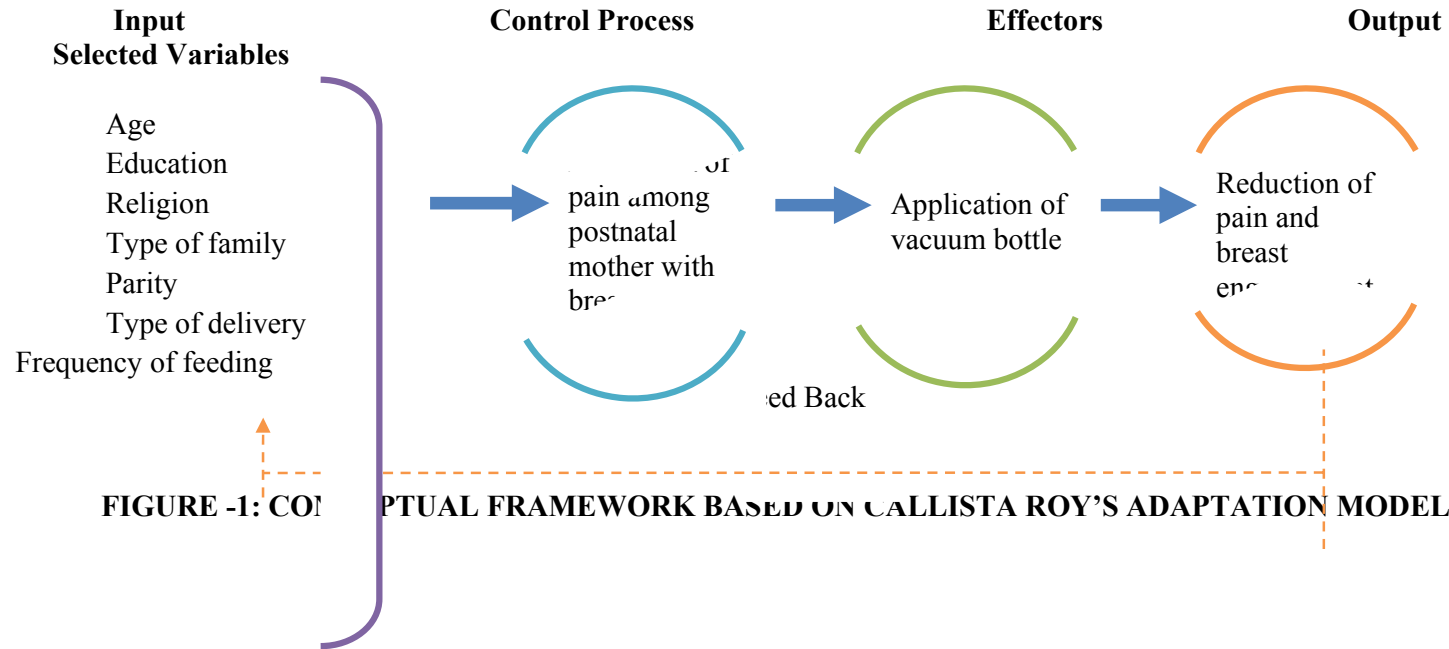 Input Control Process Effectors Output
Selected Variables
Age
Education
Religion
Type of family
Parity
Type of delivery
Frequency of feeding
pain among
postnatal
mother with
Application of
vacuum bottle
Reduction of
pain and
breast
Back
FIGURE -1: FRAMEWORK BASED ON CALLISTA ROY’S ADAPTATION MODEL